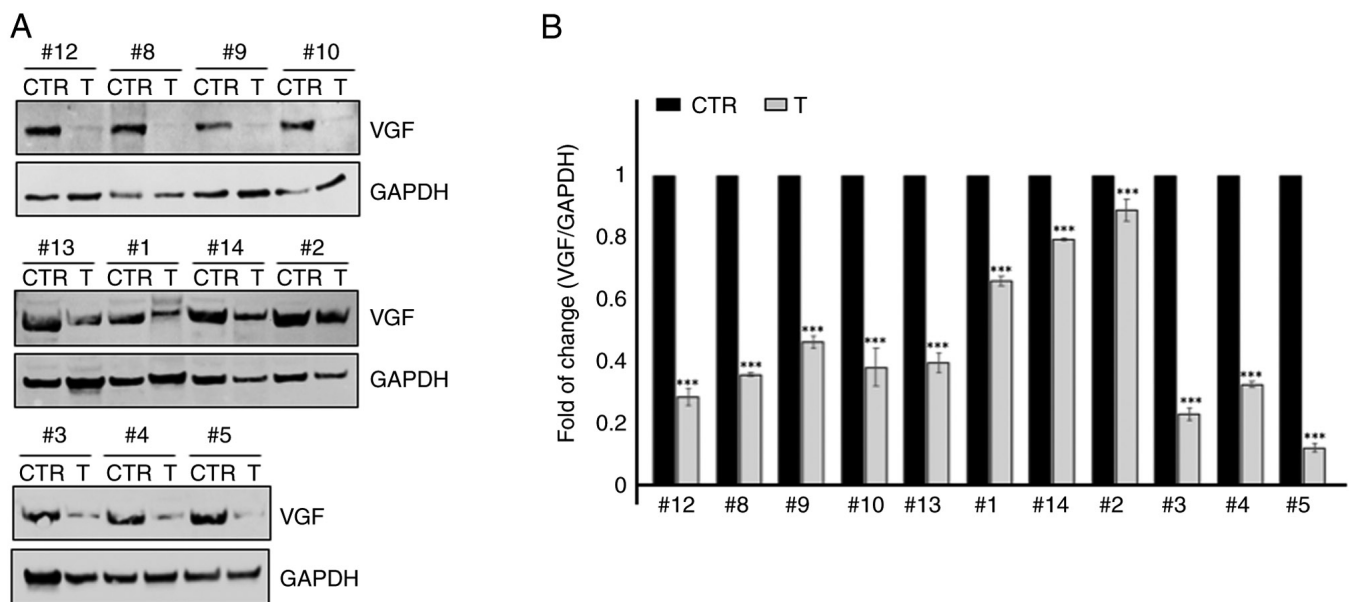 A
#12 #8 #9 #10
CTR T CTR T CTR T CTR T
VGF
GAPDH
#13 #1 #14 #2
CTR T CTR T CTR T CTR T
VGF
GAPDH
#3 #4 #5
CTR T CTR T CTR T
VGF
GAPDH
B
CTR T
Fold of change (VGF/GAPDH)
1
0.8
0.6
0.4
0.2
0
*** *** *** *** *** *** *** *** *** *** ***
#12 #8 #9 #10 #13 #1 #14 #2 #3 #4 #5